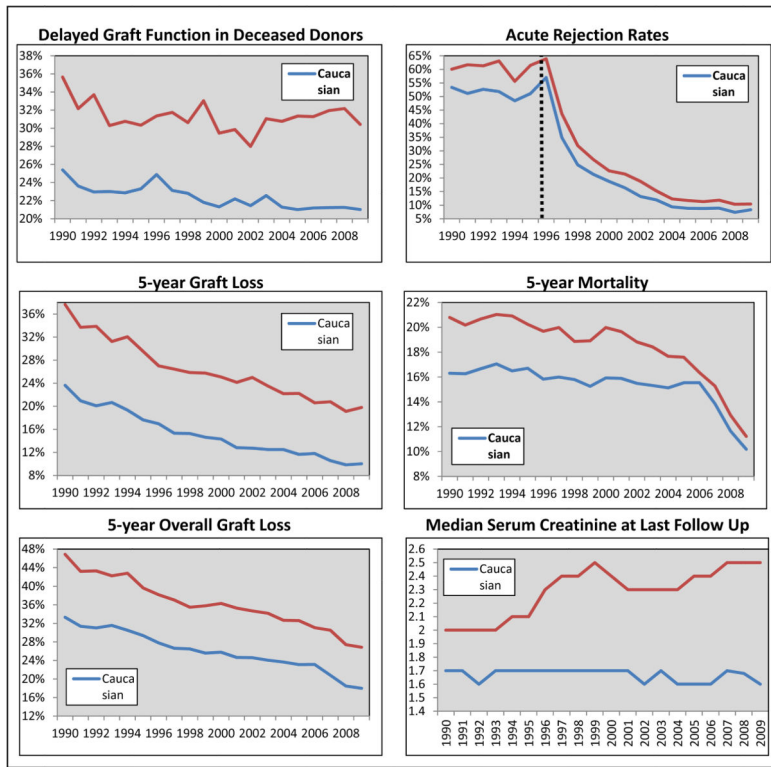 Delayed Graft Function in Deceased Donors
38%
36%
34%
32%
30%
28%
26%
24%
22%
20%
Cauca
sian
1990 1992 1994 1996 1998 2000 2002 2004 2006 2008
Acute Rejection Rates
65%
60%
55%
50%
45%
40%
35%
30%
25%
20%
15%
10%
5%
Cauca
sian
1990 1992 1994 1996 1998 2000 2002 2004 2006 2008
5-year Graft Loss
36%
32%
28%
24%
20%
16%
12%
8%
Cauca
sian
1990 1992 1994 1996 1998 2000 2002 2004 2006 2008
5-year Mortality
22%
20%
18%
16%
14%
12%
10%
8%
Cauca
sian
1990 1992 1994 1996 1998 2000 2002 2004 2006 2008
5-year Overall Graft Loss
48%
44%
40%
36%
32%
28%
24%
20%
16%
12%
Cauca
sian
1990 1992 1994 1996 1998 2000 2002 2004 2006 2008
Median Serum Creatinine at Last Follow Up
2.6
2.5
2.4
2.3
2.2
2.1
2
1.9
1.8
1.7
1.6
1.5
1.4
Cauca
sian
1990 1991 1992 1993 1994 1995 1996 1997 1998 1999 2000 2001 2002 2003 2004 2005 2006 2007 2008 2009